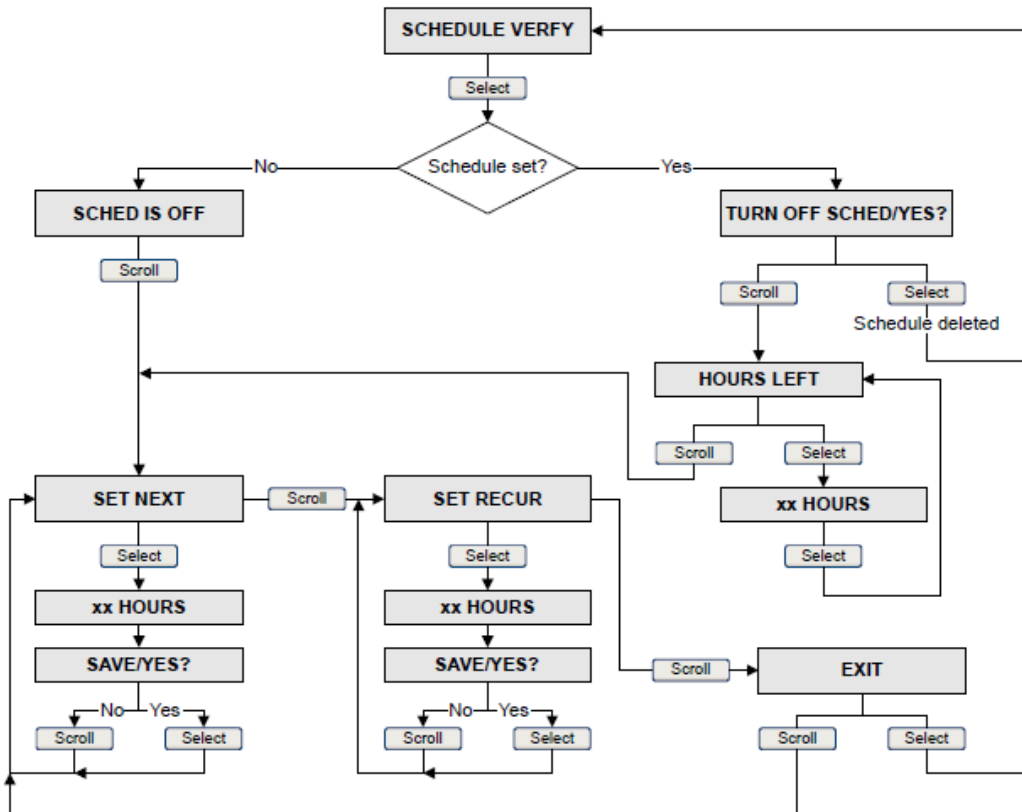 SCHEDULE VERFY
Select
Schedule set?
No
Yes
SCHED IS OFF
TURN OFF SCHED/YES?
Scroll
Scroll
Select
Schedule deleted
HOURS LEFT
Scroll
Select
SET NEXT
Scroll
SET RECUR
xx HOURS
Select
Select
Select
xx HOURS
xx HOURS
SAVE/YES?
SAVE/YES?
Scroll
EXIT
No
Yes
No
Yes
Scroll
Select
Scroll
Select
Scroll
Select